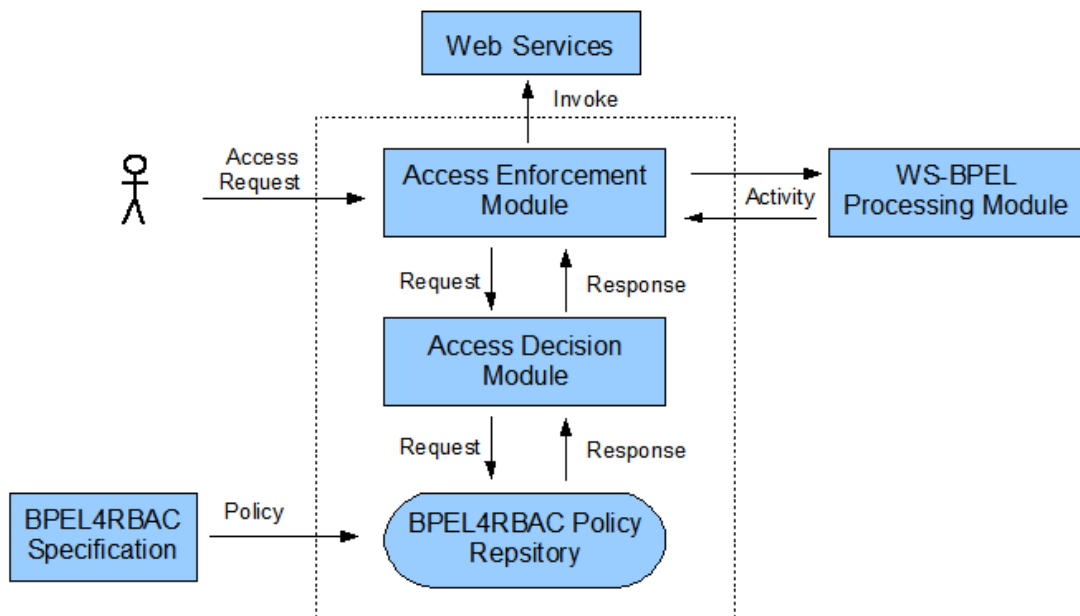 Web Services
Invoke
Access
Request
Access Enforcement
Module
Activity
WS-BPEL
Processing Module
Request
Response
Access Decision
Module
Request
Response
BPEL4RBAC
Specification
Policy
BPEL4RBAC Policy
Repsitory